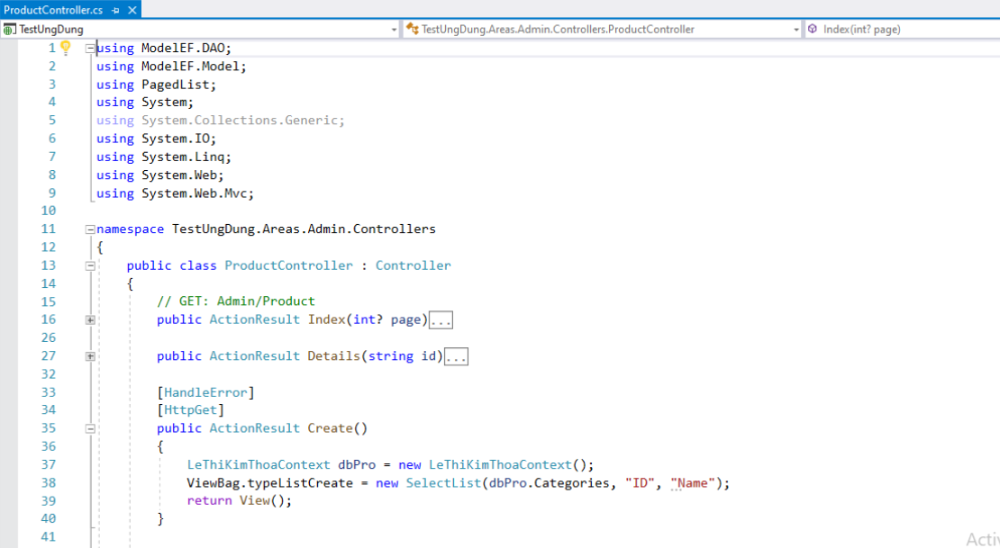 ProductController.cs
TestUngDung TestUngDung.Areas.Admin.Controllers.ProductController Index(int? page)
1 using ModelEF.DAO;
2 using ModelEF.Model;
3 using PagedList;
4 using System;
5 using System.Collections.Generic;
6 using System.IO;
7 using System.Linq;
8 using System.Web;
9 using System.Web.Mvc;
10
11 namespace TestUngDung.Areas.Admin.Controllers
12 {
13 public class ProductController : Controller
14 {
15 // GET: Admin/Product
16 public ActionResult Index(int? page)...
26
27 public ActionResult Details(string id)...
32
33 [HandleError]
34 [HttpGet]
35 public ActionResult Create()
36 {
37 LeThiKimThoaContext dbPro = new LeThiKimThoaContext();
38 ViewBag.typeListCreate = new SelectList(dbPro.Categories, "ID", "Name");
39 return View();
40 }
41
Activ